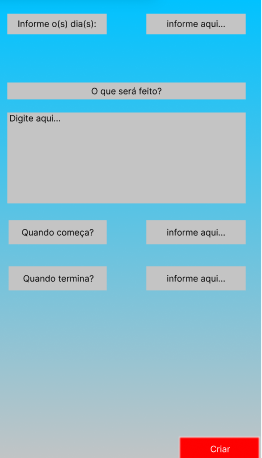 Informe o(s) dia(s):
informe aqui...
O que será feito?
Digite aqui...
Quando começa?
informe aqui...
Quando termina?
informe aqui...
Criar